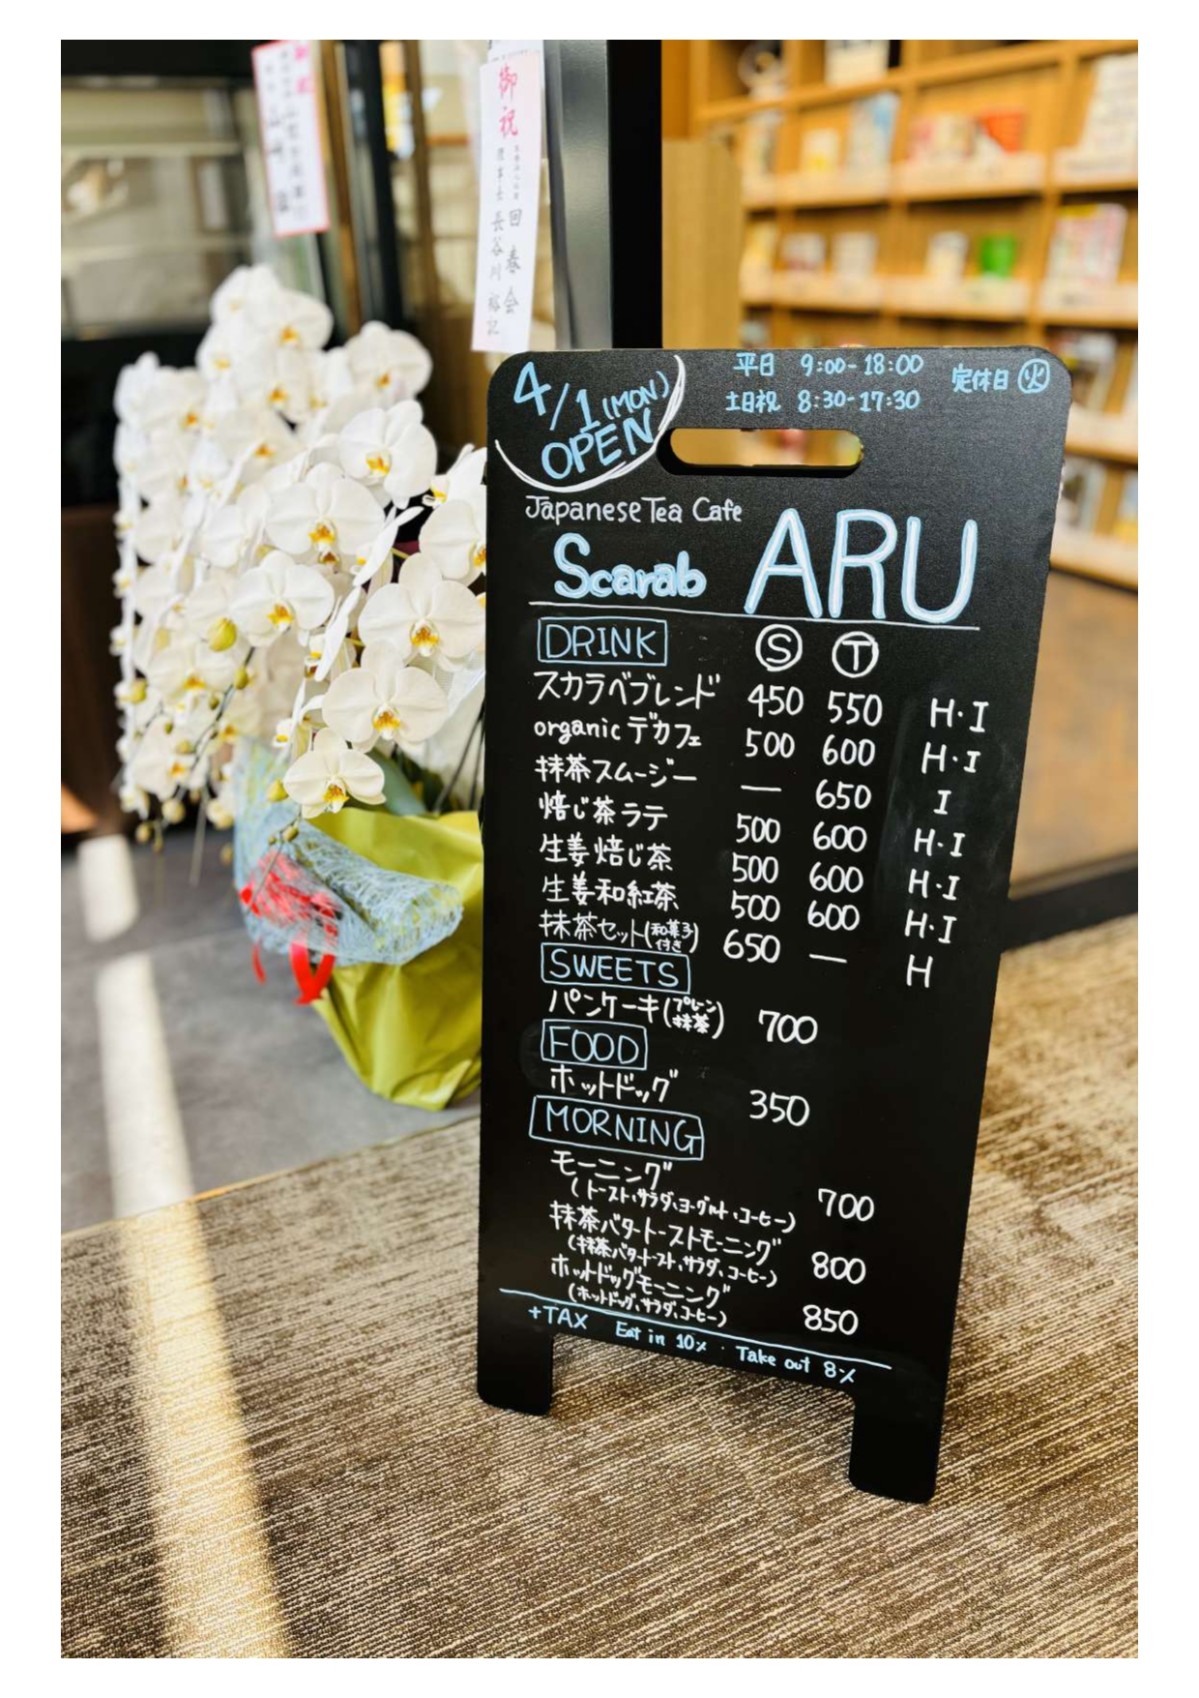 御祝
回春会
理事長 長谷川 裕記
4/1(MON)
OPEN
平日 9:00-18:00
土日祝 8:30-17:30
定休日 火
Japanese Tea Cafe
Scarab ARU
DRINK S T
スカラベブレンド 450 550 H・I
organic デカフェ 500 600 H・I
抹茶スムージー — 650 I
焙じ茶ラテ 500 600 H・I
生姜焙じ茶 500 600 H・I
生姜和紅茶 500 600 H・I
抹茶セット(和菓子付き) 650 — H
SWEETS
パンケーキ(プレーン 抹茶) 700
FOOD
ホットドッグ 350
MORNING
モーニング 700
(トースト、サラダ、ヨーグルト、コーヒー)
抹茶バタートーストモーニング 800
(抹茶バタートースト、サラダ、コーヒー)
ホットドッグモーニング 850
(ホットドッグ、サラダ、コーヒー)
+TAX Eat in 10% · Take out 8%